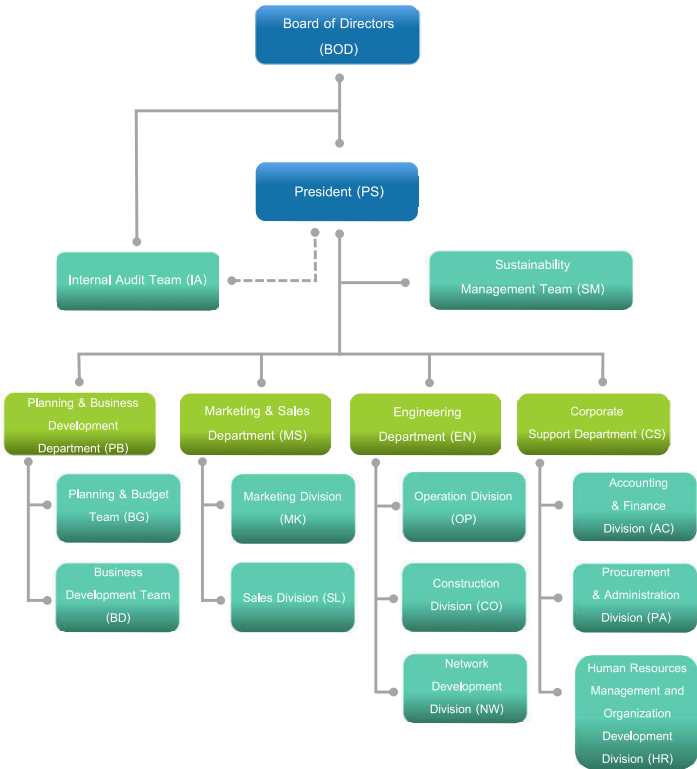 Board of Directors
(BOD)
President (PS)
Internal Audit Team (IA)
Sustainability
Management Team (SM)
Planning & Business
Development
Department (PB)
Marketing & Sales
Department (MS)
Engineering
Department (EN)
Corporate
Support Department (CS)
Planning & Budget
Team (BG)
Business
Development Team
(BD)
Marketing Division
(MK)
Sales Division (SL)
Operation Division
(OP)
Construction
Division (CO)
Network
Development
Division (NW)
Accounting
& Finance
Division (AC)
Procurement
& Administration
Division (PA)
Human Resources
Management and
Organization
Development
Division (HR)